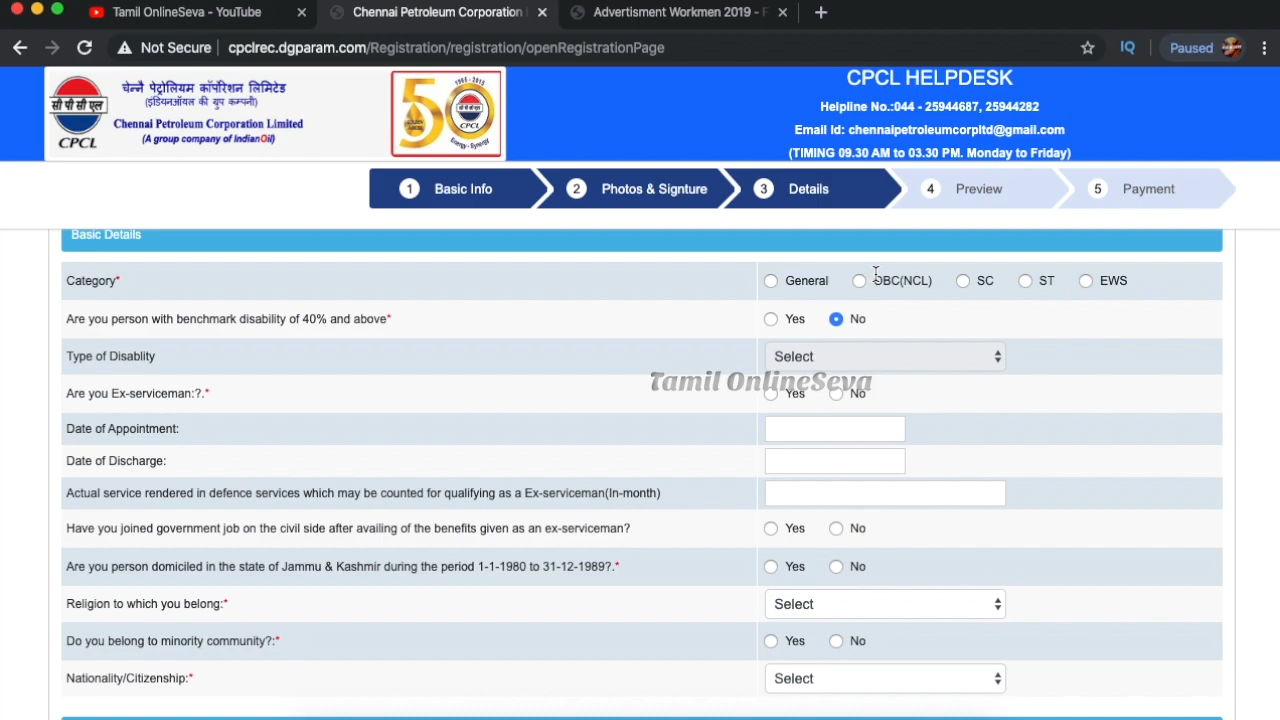 Tamil OnlineSeva - YouTube
Chennai Petroleum Corporation
Advertisment Workmen 2019 - F
Not Secure
cpclrec.dgparam.com/Registration/registration/openRegistrationPage
IQ
Paused
सी पी सी एल
CPCL
चेन्नै पेट्रोलियम कॉर्पोरेशन लिमिटेड
(इंडियनऑयल की ग्रुप कम्पनी)
Chennai Petroleum Corporation Limited
(A group company of IndianOil)
50
1965 - 2015
CPCL
Energy - Synergy
CPCL HELPDESK
Helpline No.:044 - 25944687, 25944282
Email Id: chennaipetroleumcorpltd@gmail.com
(TIMING 09.30 AM to 03.30 PM. Monday to Friday)
1 Basic Info
2 Photos & Signture
3 Details
4 Preview
5 Payment
Basic Details
Category* General OBC(NCL) SC ST EWS
Are you person with benchmark disability of 40% and above* Yes No
Type of Disablity Select
Tamil OnlineSeva
Are you Ex-serviceman:?.* Yes No
Date of Appointment:
Date of Discharge:
Actual service rendered in defence services which may be counted for qualifying as a Ex-serviceman(In-month)
Have you joined government job on the civil side after availing of the benefits given as an ex-serviceman? Yes No
Are you person domiciled in the state of Jammu & Kashmir during the period 1-1-1980 to 31-12-1989?.* Yes No
Religion to which you belong:* Select
Do you belong to minority community?:* Yes No
Nationality/Citizenship:* Select